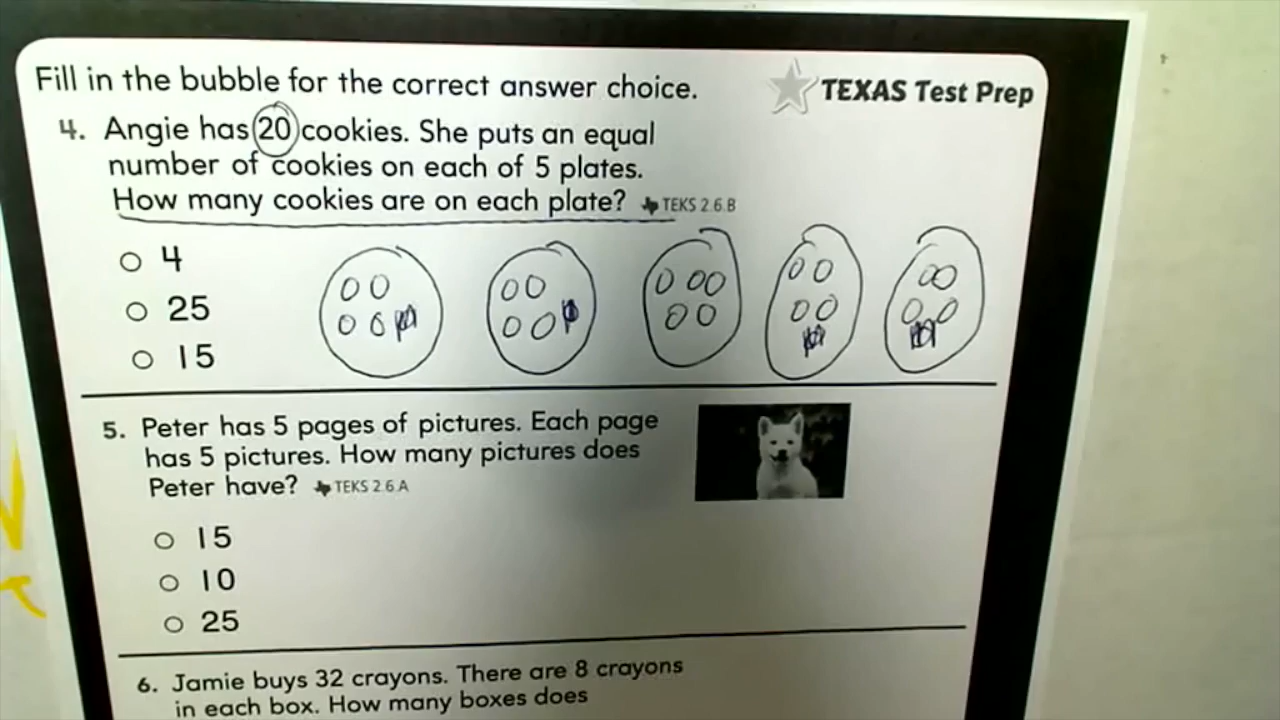 Fill in the bubble for the correct answer choice.
TEXAS Test Prep
4. Angie has 20 cookies. She puts an equal
number of cookies on each of 5 plates.
How many cookies are on each plate? TEKS 2.6.B
4
25
15
5. Peter has 5 pages of pictures. Each page
has 5 pictures. How many pictures does
Peter have? TEKS 2.6.A
15
10
25
6. Jamie buys 32 crayons. There are 8 crayons
in each box. How many boxes does